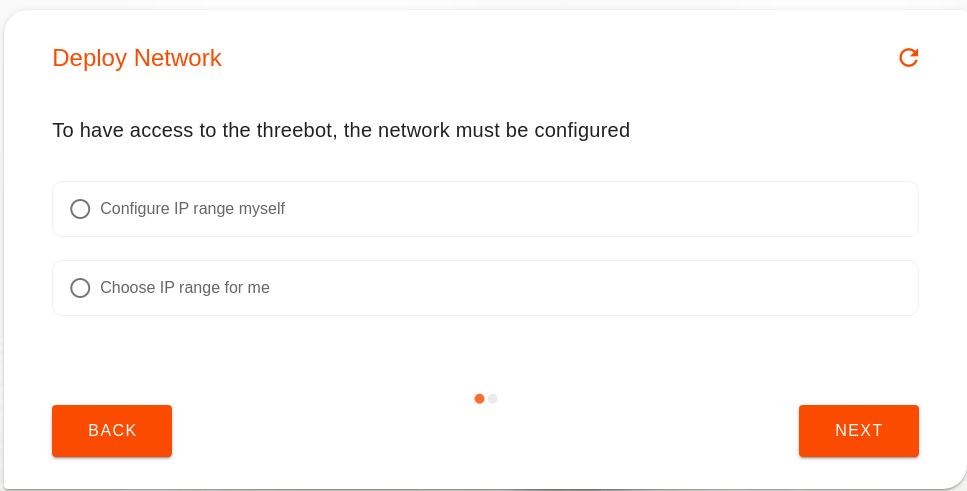 Deploy Network
To have access to the threebot, the network must be configured
Configure IP range myself
Choose IP range for me
BACK
NEXT